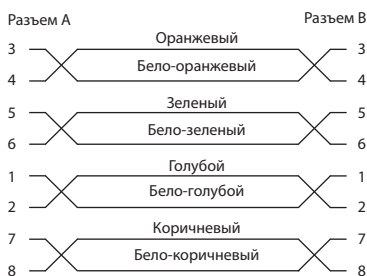 Разъем A Разъем B
3 Оранжевый 3
4 Бело-оранжевый 4
5 Зеленый 5
6 Бело-зеленый 6
1 Голубой 1
2 Бело-голубой 2
7 Коричневый 7
8 Бело-коричневый 8